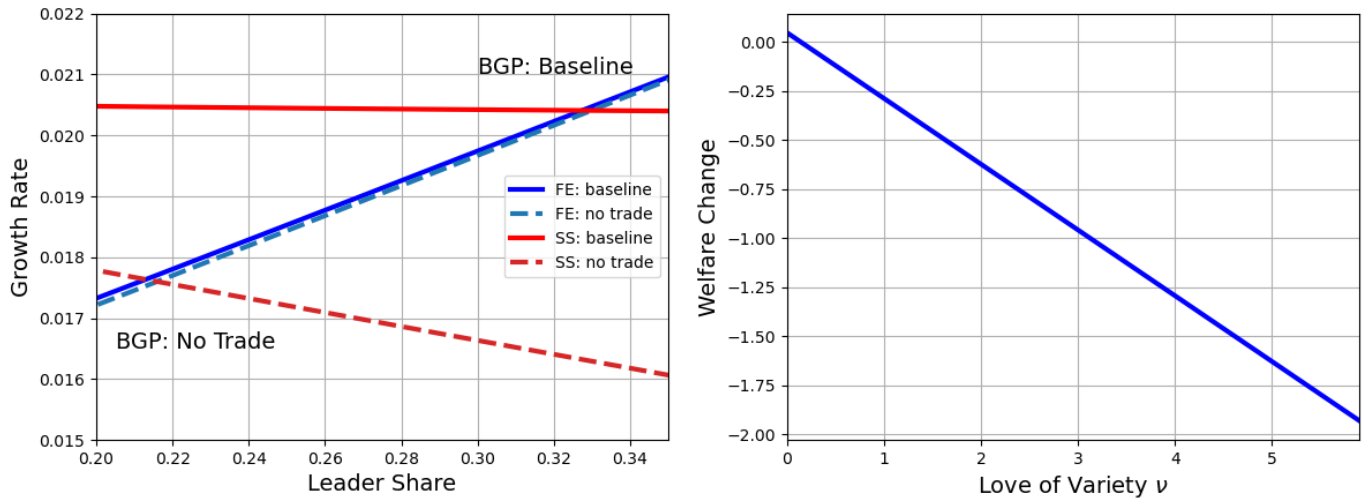 0.022
0.021
0.020
0.019
0.018
0.017
0.016
0.015
Growth Rate
BGP: Baseline
FE: baseline
FE: no trade
SS: baseline
SS: no trade
BGP: No Trade
0.20 0.22 0.24 0.26 0.28 0.30 0.32 0.34
Leader Share
0.00
−0.25
−0.50
−0.75
−1.00
−1.25
−1.50
−1.75
−2.00
Welfare Change
0 1 2 3 4 5
Love of Variety ν